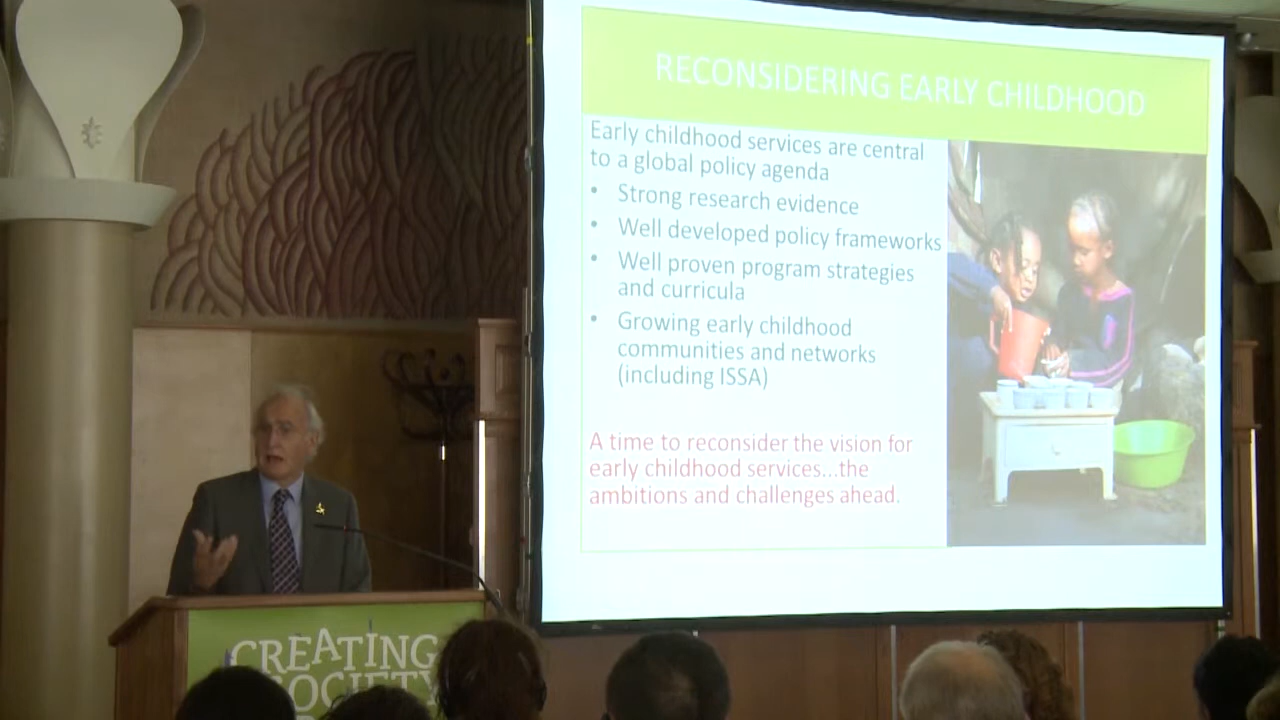 RECONSIDERING EARLY CHILDHOOD
Early childhood services are central
to a global policy agenda
• Strong research evidence
• Well developed policy frameworks
• Well proven program strategies
and curricula
• Growing early childhood
communities and networks
(including ISSA)
A time to reconsider the vision for
early childhood services...the
ambitions and challenges ahead.
CREATING
SOCIETY